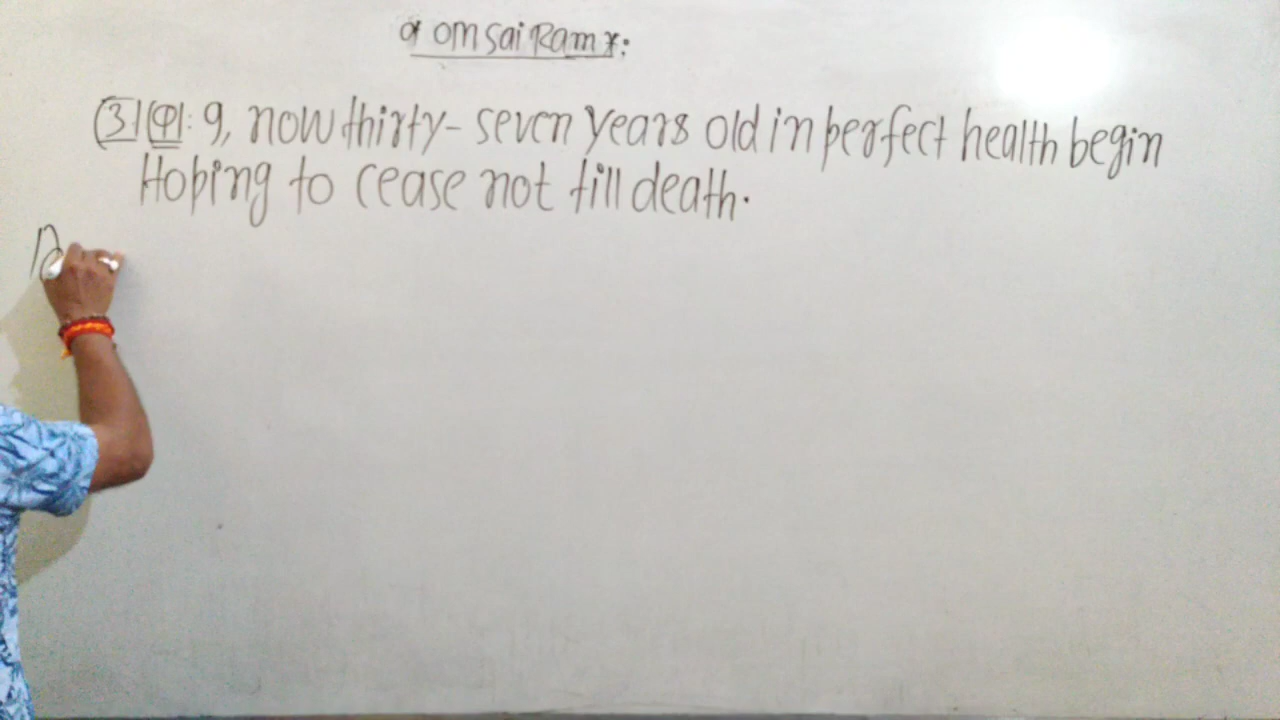 * om sai Ram *:
(3)(Φ): 9, now thirty- seven years old in perfect health begin
Hoping to cease not till death.